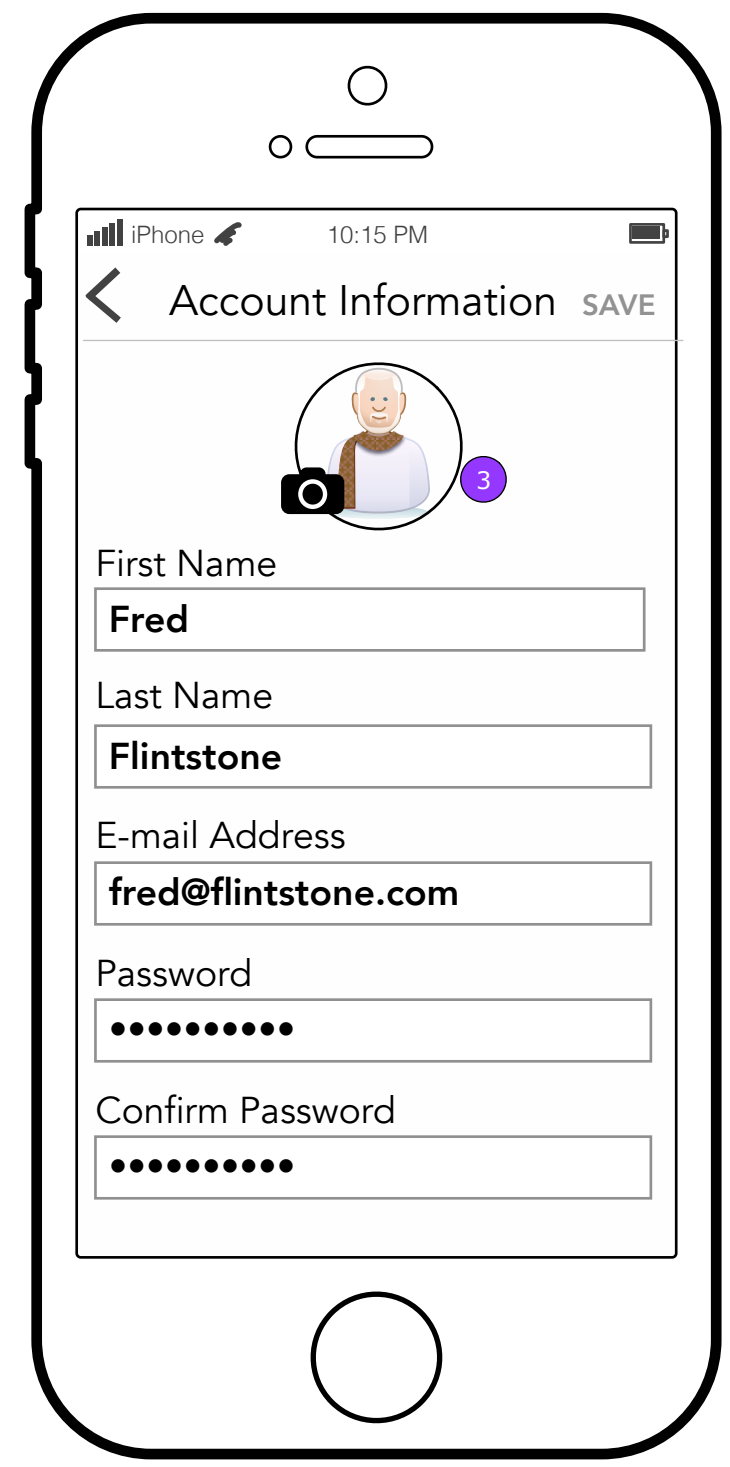 iPhone 10:15 PM
Account Information SAVE
3
First Name
Fred
Last Name
Flintstone
E-mail Address
fred@flintstone.com
Password
••••••••••
Confirm Password
••••••••••